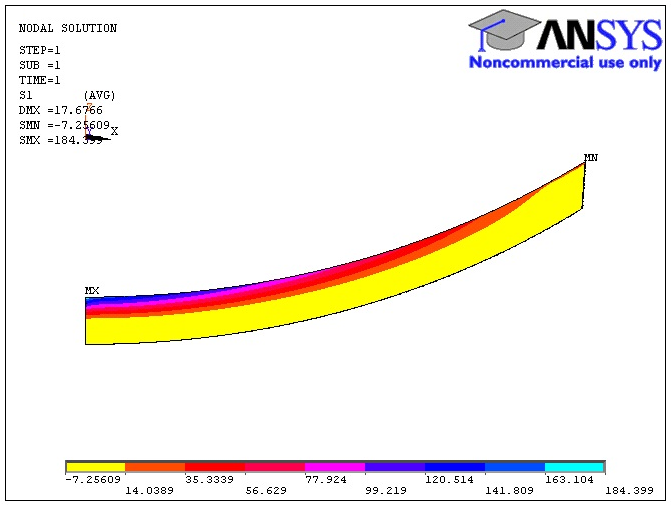 NODAL SOLUTION
STEP=1
SUB =1
TIME=1
S1 (AVG)
DMX =17.6766
SMN =-7.25609
SMX =184.399
Z
Y
X
ANSYS
Noncommercial use only
MN
MX
-7.25609 35.3339 77.924 120.514 163.104
14.0389 56.629 99.219 141.809 184.399